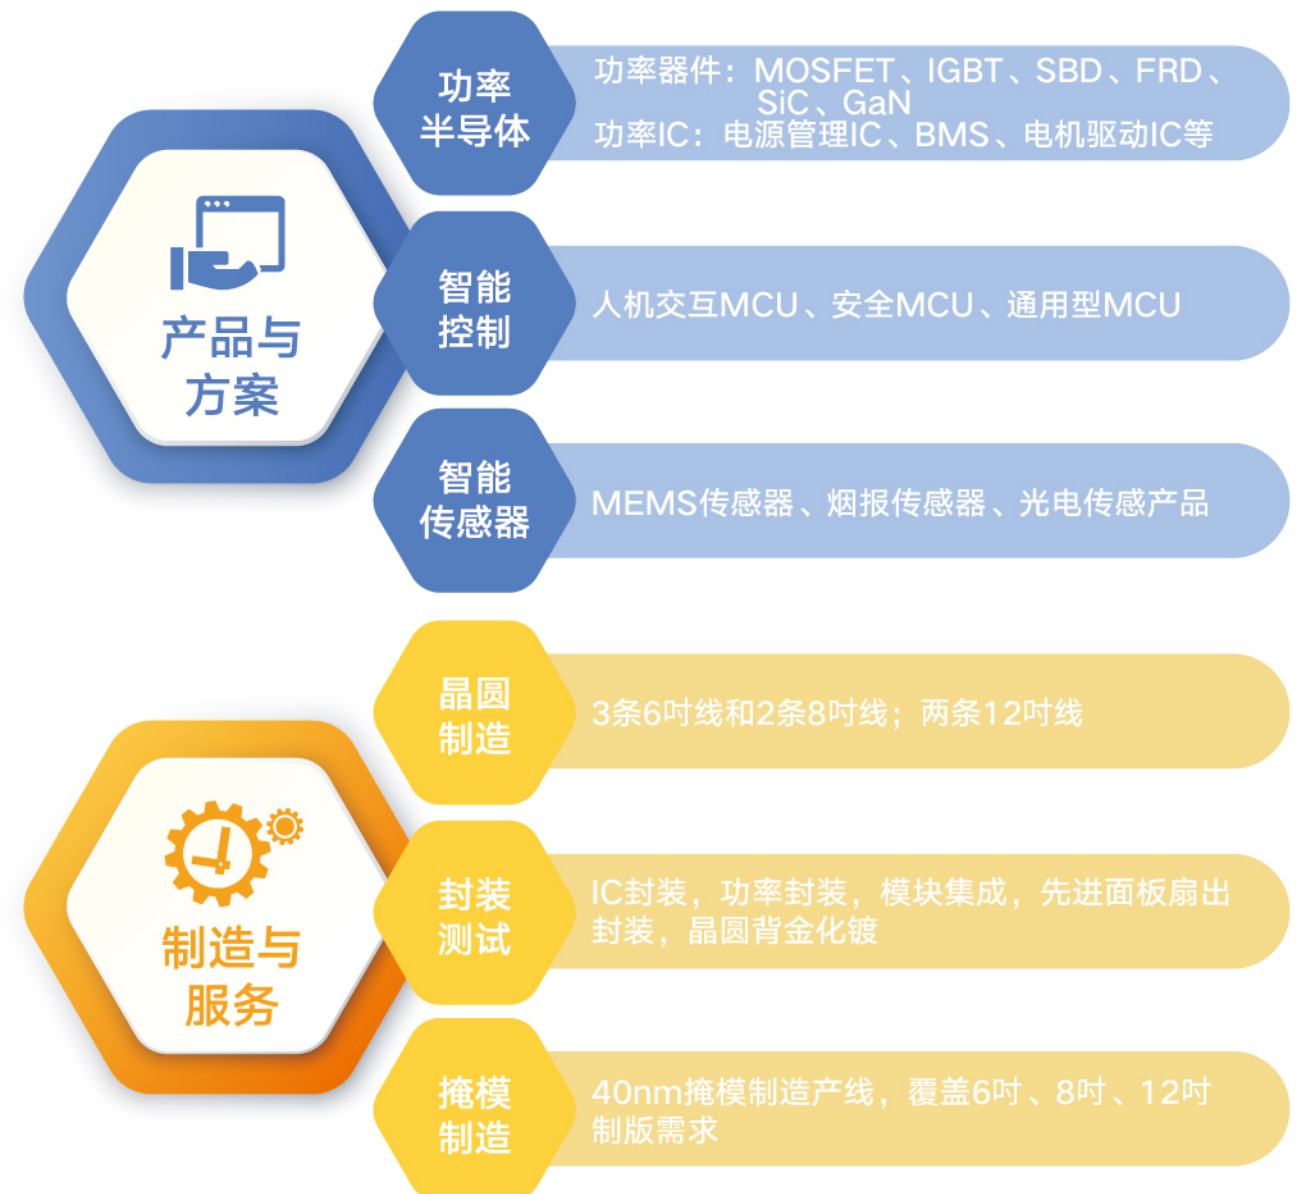 功率
半导体
功率器件：MOSFET、IGBT、SBD、FRD、
SiC、GaN
功率IC：电源管理IC、BMS、电机驱动IC等
产品与
方案
智能
控制
人机交互MCU、安全MCU、通用型MCU
智能
传感器
MEMS传感器、烟报传感器、光电传感产品
晶圆
制造
3条6吋线和2条8吋线；两条12吋线
制造与
服务
封装
测试
IC封装，功率封装，模块集成，先进面板扇出
封装，晶圆背金化镀
掩模
制造
40nm掩模制造产线，覆盖6吋、8吋、12吋
制版需求